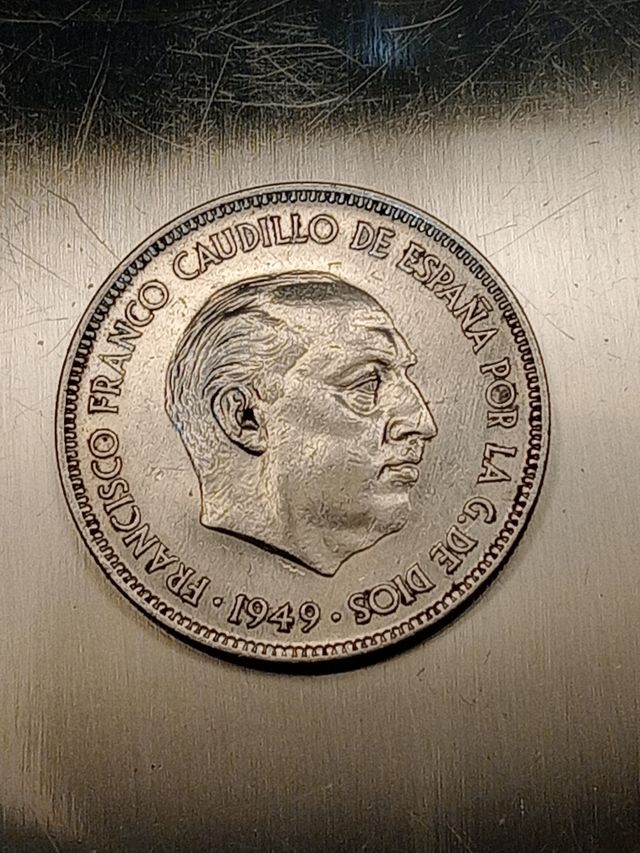 FRANCISCO FRANCO CAUDILLO DE ESPAÑA POR LA G. DE DIOS
· 1949 ·